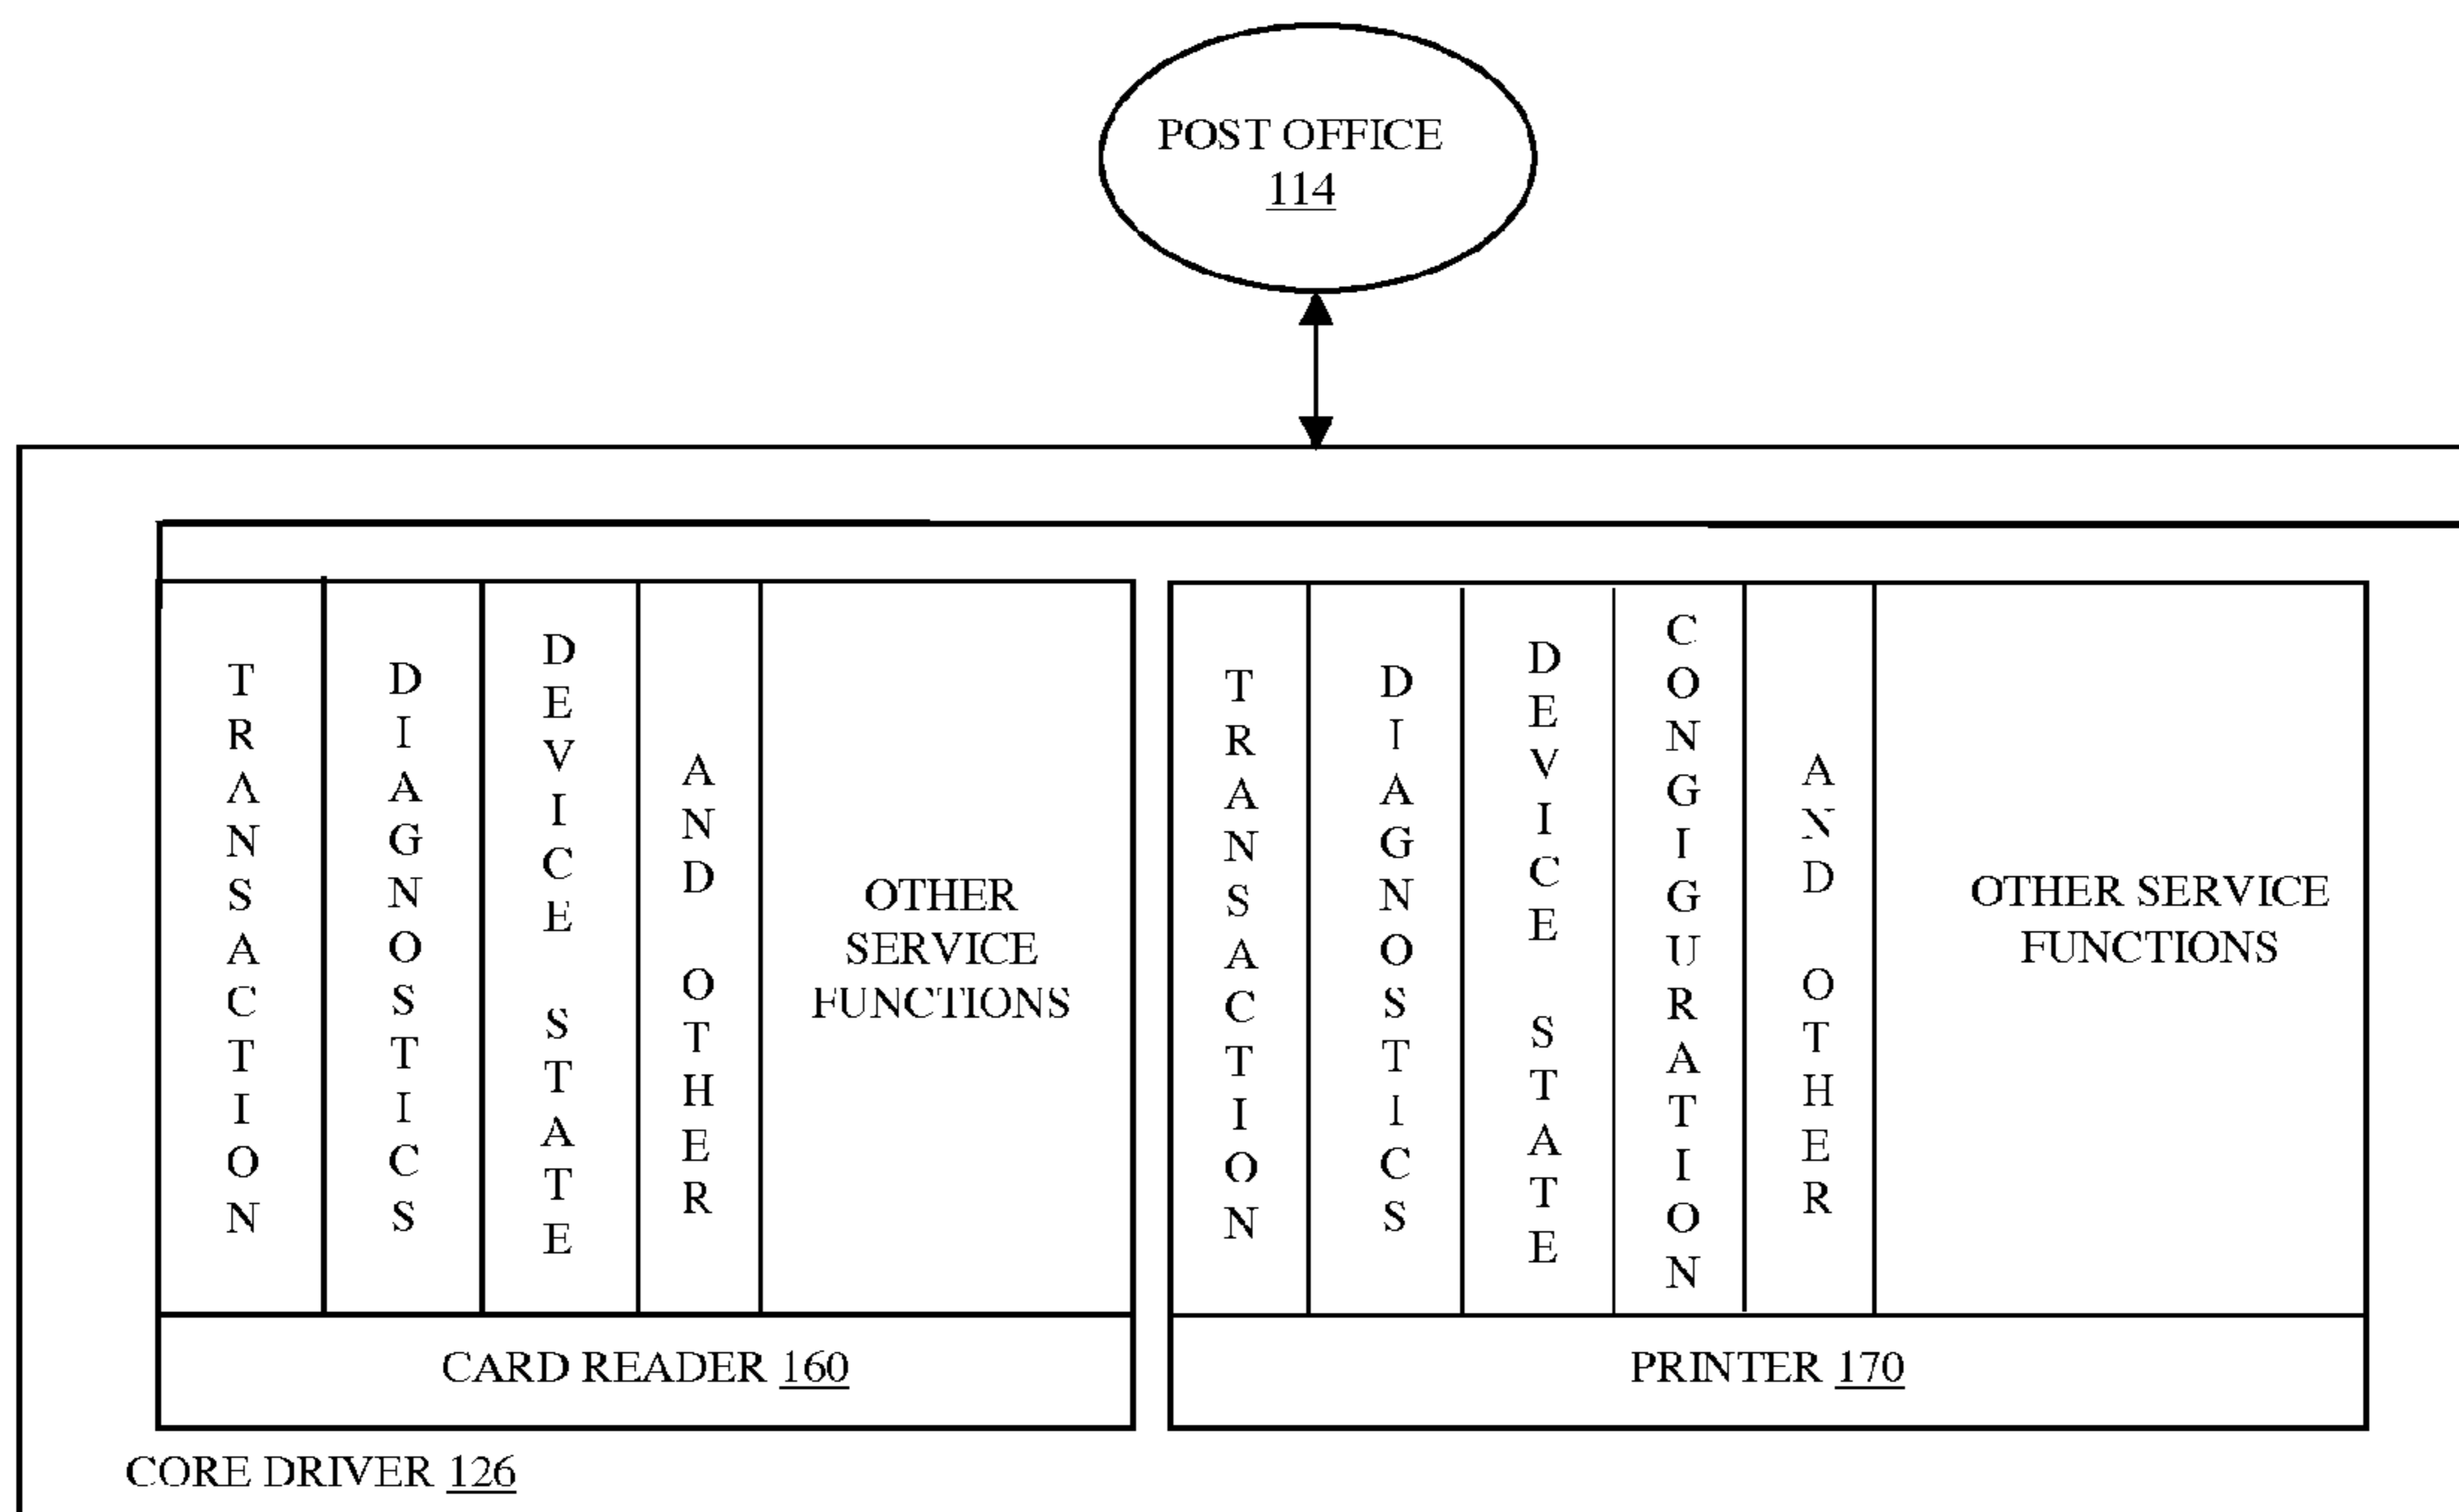 POST OFFICE
114
TRANSACTION
DIAGNOSTICS
DEVICE STATE
AND OTHER
OTHER
SERVICE
FUNCTIONS
CARD READER 160
TRANSACTION
DIAGNOSTICS
DEVICE STATE
CONGIGURATION
AND OTHER
OTHER SERVICE
FUNCTIONS
PRINTER 170
CORE DRIVER 126